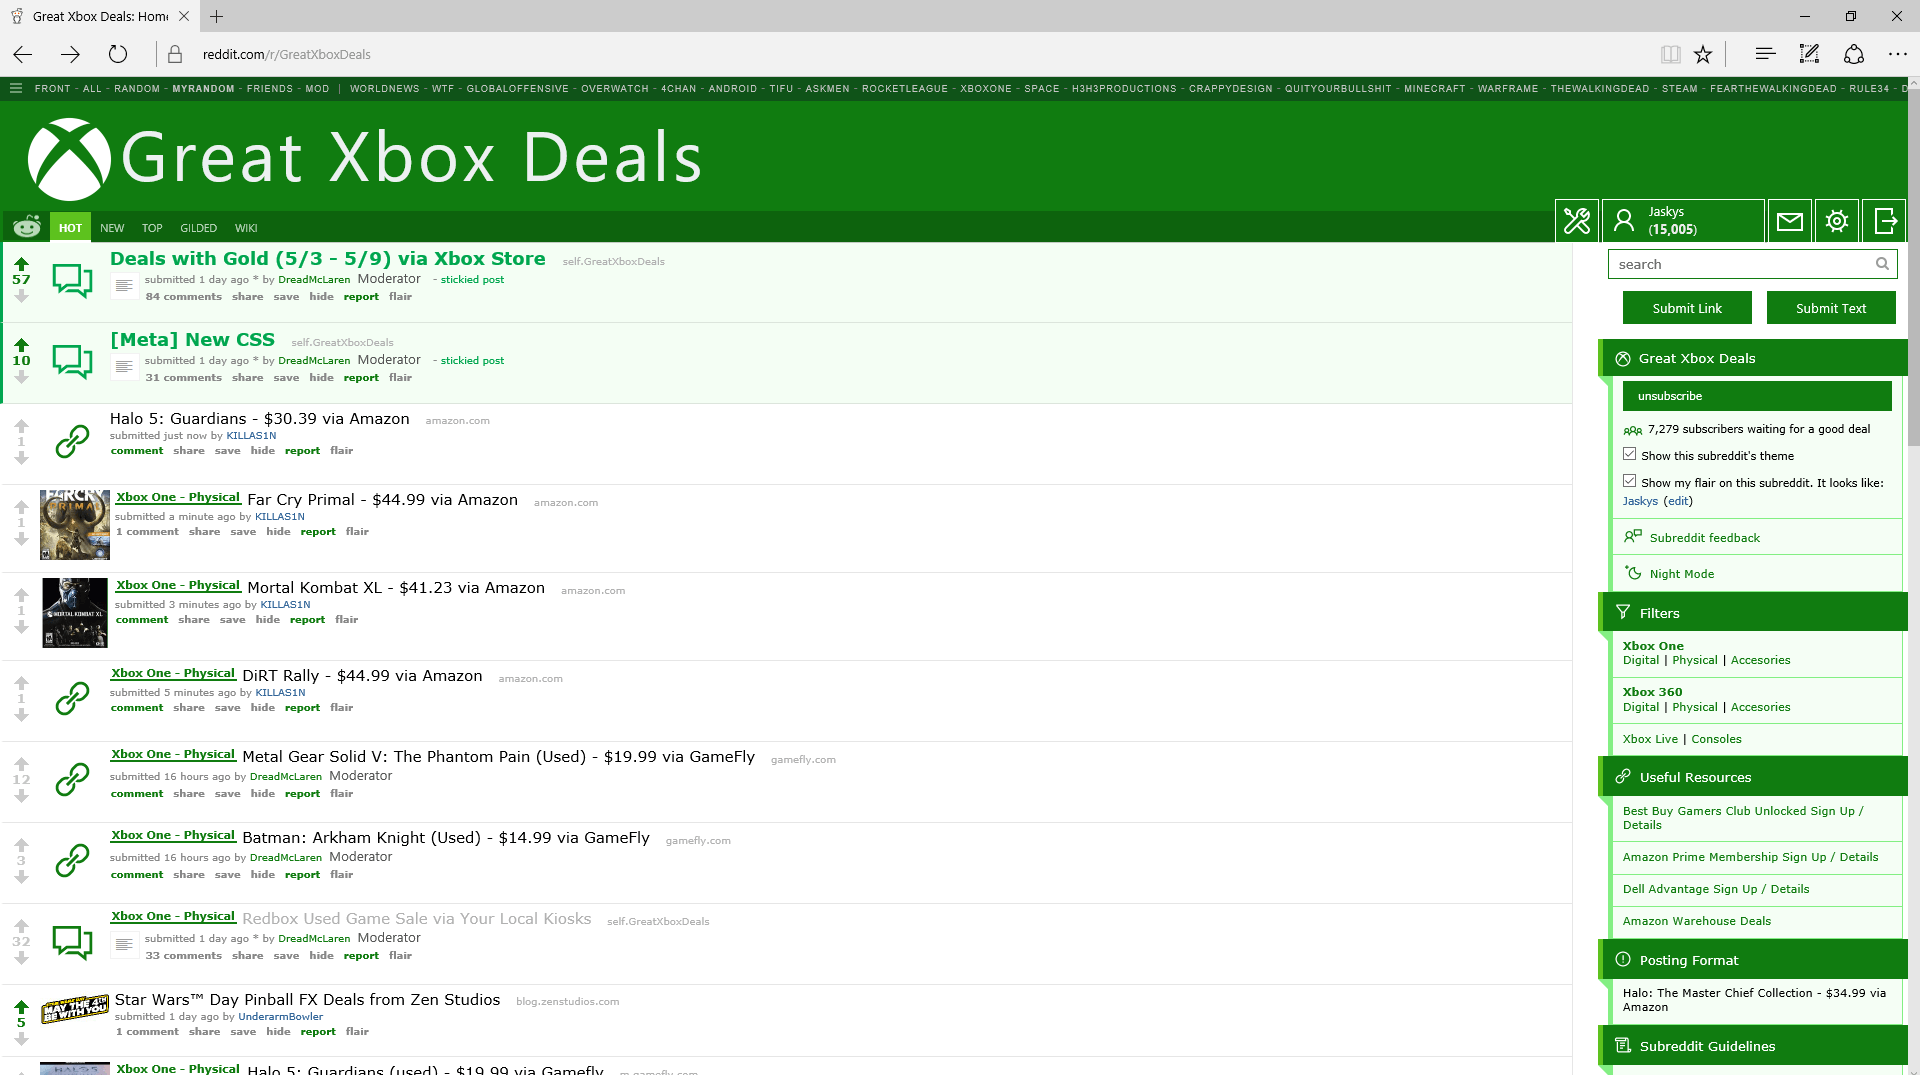 Great Xbox Deals: Hom
reddit.com/r/GreatXboxDeals
FRONT - ALL - RANDOM - MYRANDOM - FRIENDS - MOD | WORLDNEWS - WTF - GLOBALOFFENSIVE - OVERWATCH - 4CHAN - ANDROID - TIFU - ASKMEN - ROCKETLEAGUE - XBOXONE - SPACE - H3H3PRODUCTIONS - CRAPPYDESIGN - QUITYOURBULLSHIT - MINECRAFT - WARFRAME - THEWALKINGDEAD - STEAM - FEARTHEWALKINGDEAD - RULE34 - D
Great Xbox Deals
HOT NEW TOP GILDED WIKI
Jaskys
(15,005)
57
Deals with Gold (5/3 - 5/9) via Xbox Store self.GreatXboxDeals
submitted 1 day ago * by DreadMcLaren Moderator - stickied post
84 comments share save hide report flair
10
[Meta] New CSS self.GreatXboxDeals
submitted 1 day ago * by DreadMcLaren Moderator - stickied post
31 comments share save hide report flair
1
Halo 5: Guardians - $30.39 via Amazon amazon.com
submitted just now by KILLAS1N
comment share save hide report flair
1
FARCRY
PRIMAL
Xbox One - Physical Far Cry Primal - $44.99 via Amazon amazon.com
submitted a minute ago by KILLAS1N
1 comment share save hide report flair
1
MORTAL KOMBAT XL
Xbox One - Physical Mortal Kombat XL - $41.23 via Amazon amazon.com
submitted 3 minutes ago by KILLAS1N
comment share save hide report flair
1
Xbox One - Physical DiRT Rally - $44.99 via Amazon amazon.com
submitted 5 minutes ago by KILLAS1N
comment share save hide report flair
12
Xbox One - Physical Metal Gear Solid V: The Phantom Pain (Used) - $19.99 via GameFly gamefly.com
submitted 16 hours ago by DreadMcLaren Moderator
comment share save hide report flair
3
Xbox One - Physical Batman: Arkham Knight (Used) - $14.99 via GameFly gamefly.com
submitted 16 hours ago by DreadMcLaren Moderator
comment share save hide report flair
32
Xbox One - Physical Redbox Used Game Sale via Your Local Kiosks self.GreatXboxDeals
submitted 1 day ago * by DreadMcLaren Moderator
33 comments share save hide report flair
5
MAY THE 4TH
BE WITH YOU
Star Wars™ Day Pinball FX Deals from Zen Studios blog.zenstudios.com
submitted 1 day ago by UnderarmBowler
1 comment share save hide report flair
HALO 5
Xbox One - Physical Halo 5: Guardians (used) - $19.99 via Gamefly m.gamefly.com
search
Submit Link Submit Text
Great Xbox Deals
unsubscribe
7,279 subscribers waiting for a good deal
Show this subreddit's theme
Show my flair on this subreddit. It looks like:
Jaskys (edit)
Subreddit feedback
Night Mode
Filters
Xbox One
Digital | Physical | Accesories
Xbox 360
Digital | Physical | Accesories
Xbox Live | Consoles
Useful Resources
Best Buy Gamers Club Unlocked Sign Up /
Details
Amazon Prime Membership Sign Up / Details
Dell Advantage Sign Up / Details
Amazon Warehouse Deals
Posting Format
Halo: The Master Chief Collection - $34.99 via
Amazon
Subreddit Guidelines